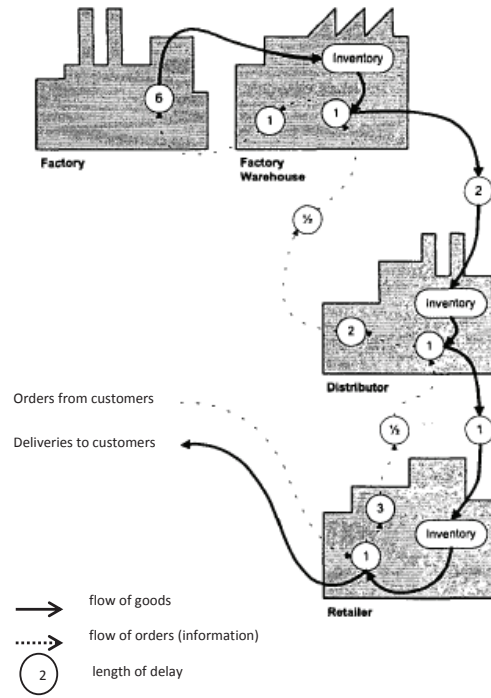 Inventory
6
1
1
Factory
Factory
Warehouse
2
½
Inventory
2
1
Distributor
Orders from customers
½
1
Deliveries to customers
3
Inventory
1
flow of goods
Retailer
flow of orders (information)
2
length of delay